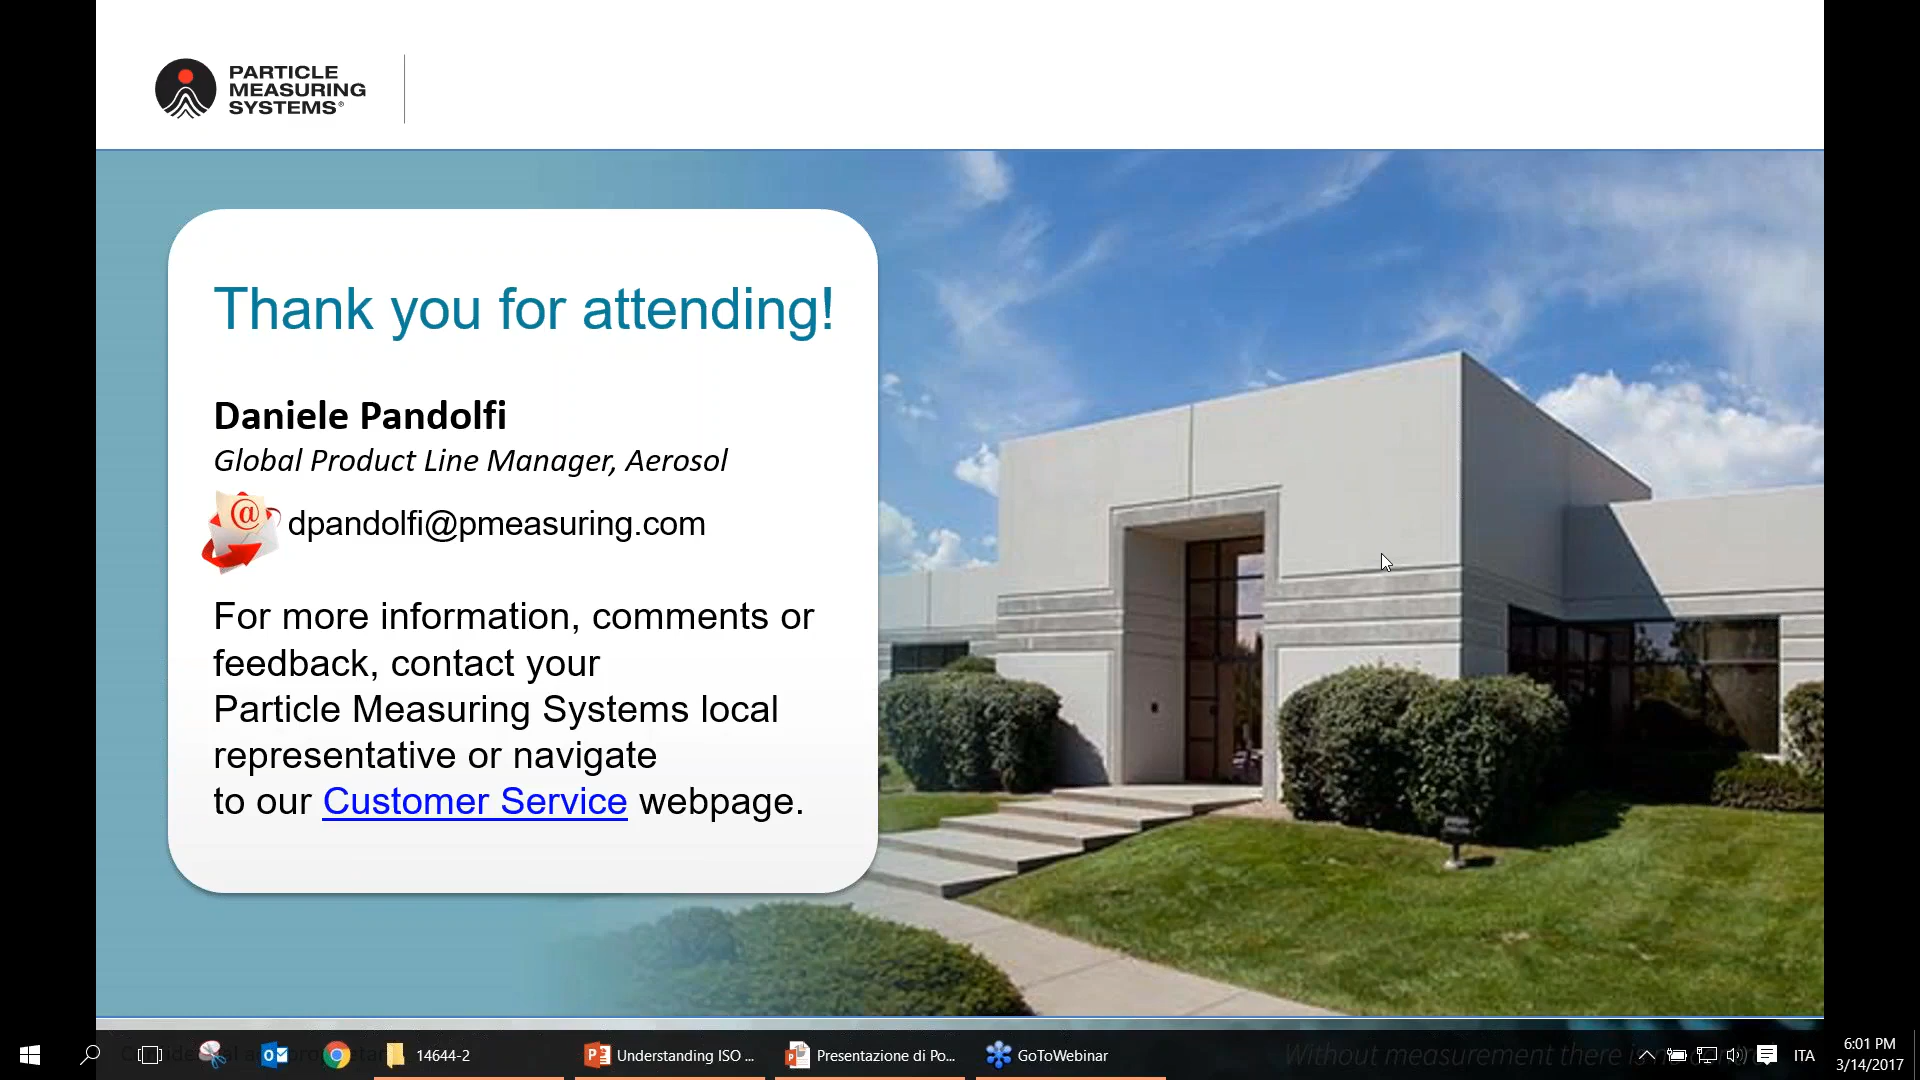 PARTICLE
MEASURING
SYSTEMS®
Thank you for attending!
Daniele Pandolfi
Global Product Line Manager, Aerosol
@ dpandolfi@pmeasuring.com
For more information, comments or
feedback, contact your
Particle Measuring Systems local
representative or navigate
to our Customer Service webpage.
Without measurement there is
14644-2
Understanding ISO ...
Presentazione di Po...
GoToWebinar
ITA
6:01 PM
3/14/2017